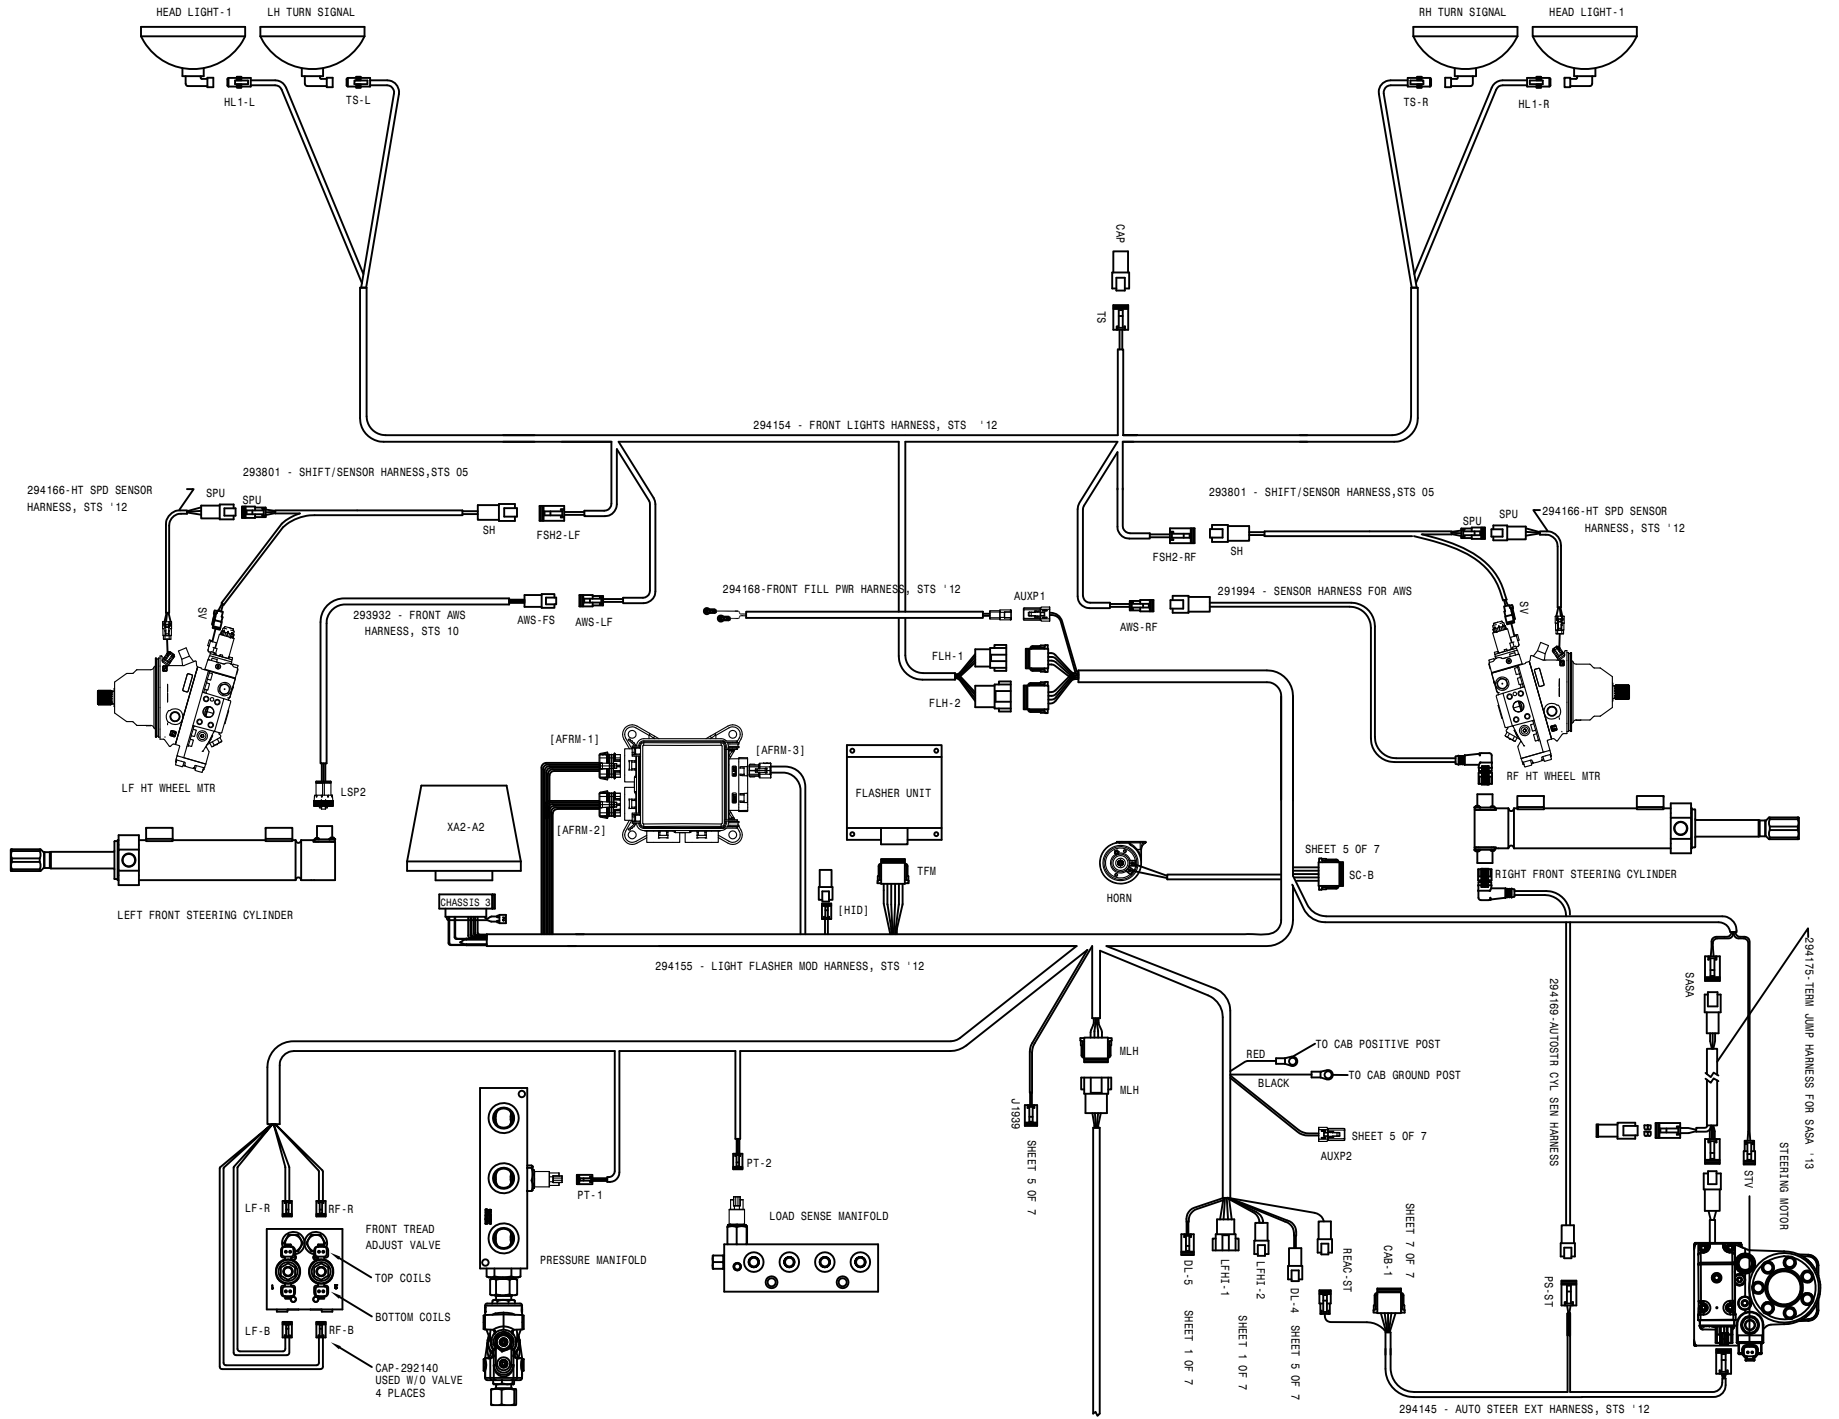 HEAD LIGHT-1
LH TURN SIGNAL
RH TURN SIGNAL
HEAD LIGHT-1
HL1-L
TS-L
TS-R
HL1-R
CAP
TS
294154 - FRONT LIGHTS HARNESS, STS '12
293801 - SHIFT/SENSOR HARNESS,STS 05
294166-HT SPD SENSOR
HARNESS, STS '12
SPU
SPU
SH
FSH2-LF
293801 - SHIFT/SENSOR HARNESS,STS 05
SPU
SPU
294166-HT SPD SENSOR
HARNESS, STS '12
FSH2-RF
SH
294168-FRONT FILL PWR HARNESS, STS '12
AUXP1
291994 - SENSOR HARNESS FOR AWS
SV
293932 - FRONT AWS
HARNESS, STS 10
AWS-FS
AWS-LF
AWS-RF
SV
FLH-1
FLH-2
[AFRM-1]
[AFRM-3]
[AFRM-2]
LF HT WHEEL MTR
LSP2
RF HT WHEEL MTR
XA2-A2
FLASHER UNIT
CHASSIS 3
TFM
[HID]
HORN
SHEET 5 OF 7
SC-B
LEFT FRONT STEERING CYLINDER
RIGHT FRONT STEERING CYLINDER
294155 - LIGHT FLASHER MOD HARNESS, STS '12
SASA
294169-AUTOSTR CYL SEN HARNESS
294175-TERM JUMP HARNESS FOR SASA '13
RED
TO CAB POSITIVE POST
BLACK
TO CAB GROUND POST
MLH
MLH
J1939
SHEET 5 OF 7
SHEET 5 OF 7
AUXP2
BB
STV
STEERING MOTOR
PT-1
PT-2
LF-R
RF-R
FRONT TREAD
ADJUST VALVE
TOP COILS
BOTTOM COILS
LF-B
RF-B
CAP-292140
USED W/O VALVE
4 PLACES
PRESSURE MANIFOLD
LOAD SENSE MANIFOLD
DL-5
SHEET 1 OF 7
LFHI-1
LFHI-2
SHEET 1 OF 7
DL-4
SHEET 5 OF 7
REAC-ST
CAB-1
SHEET 7 OF 7
PS-ST
294145 - AUTO STEER EXT HARNESS, STS '12